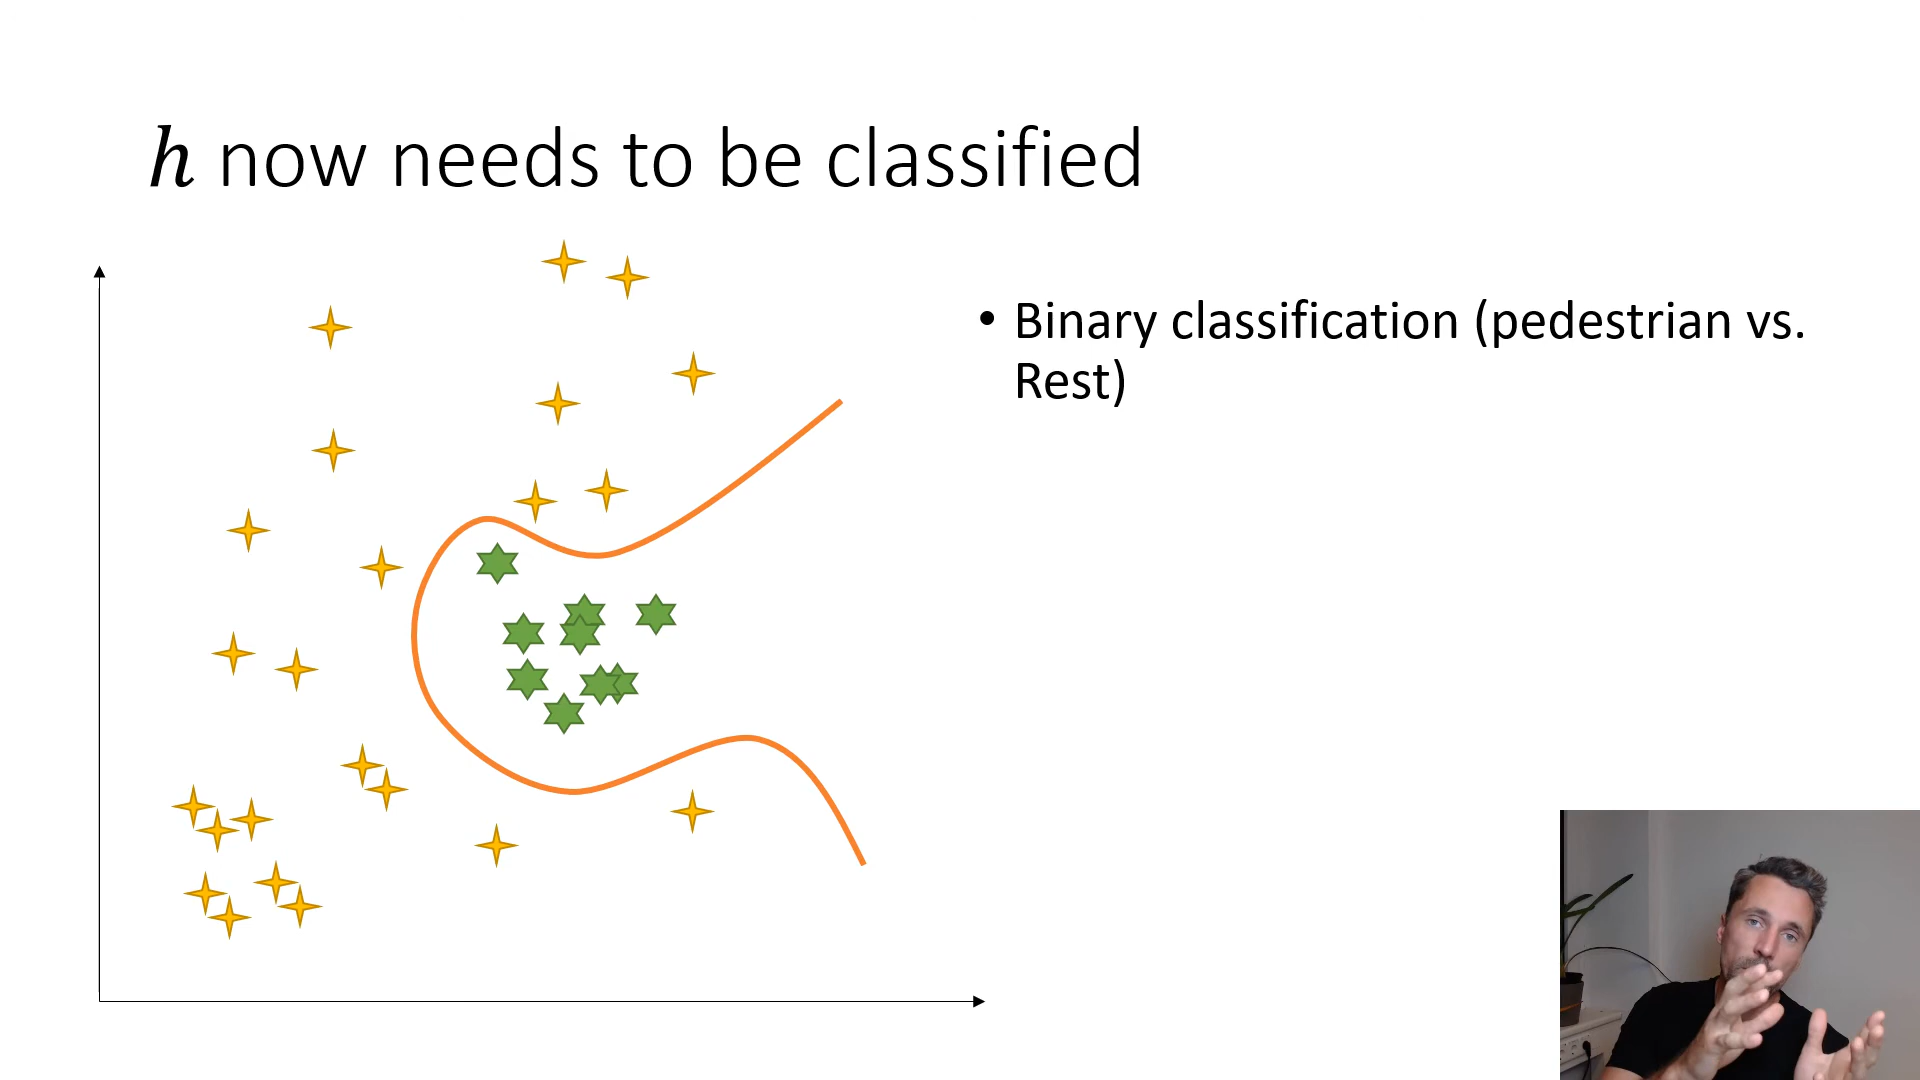 h now needs to be classified
• Binary classification (pedestrian vs.
Rest)